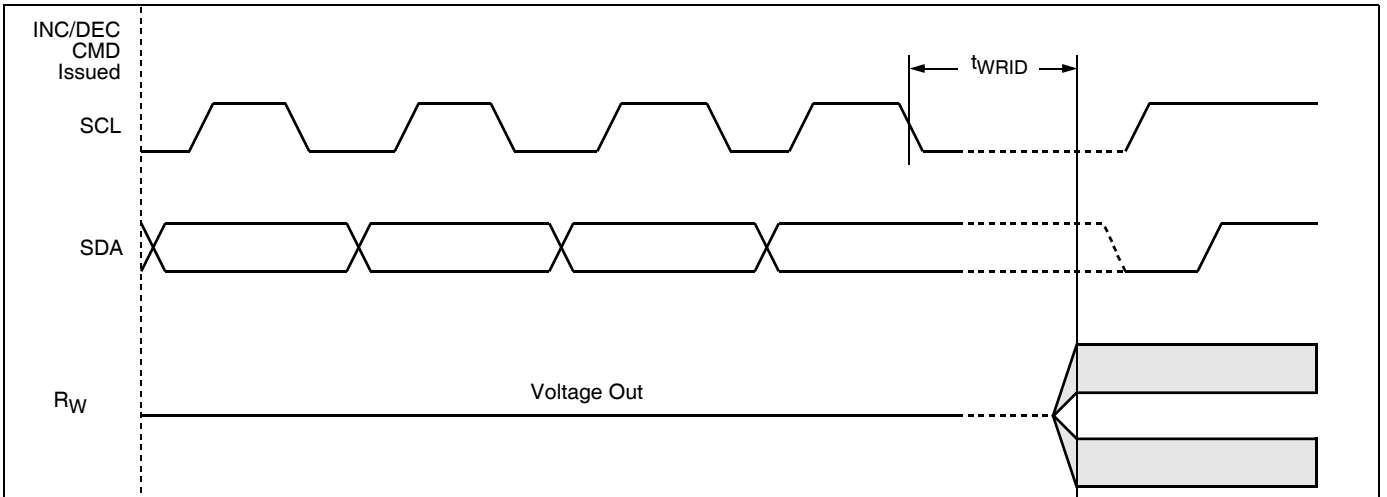 INC/DEC
CMD
Issued
tWRID
SCL
SDA
Voltage Out
RW